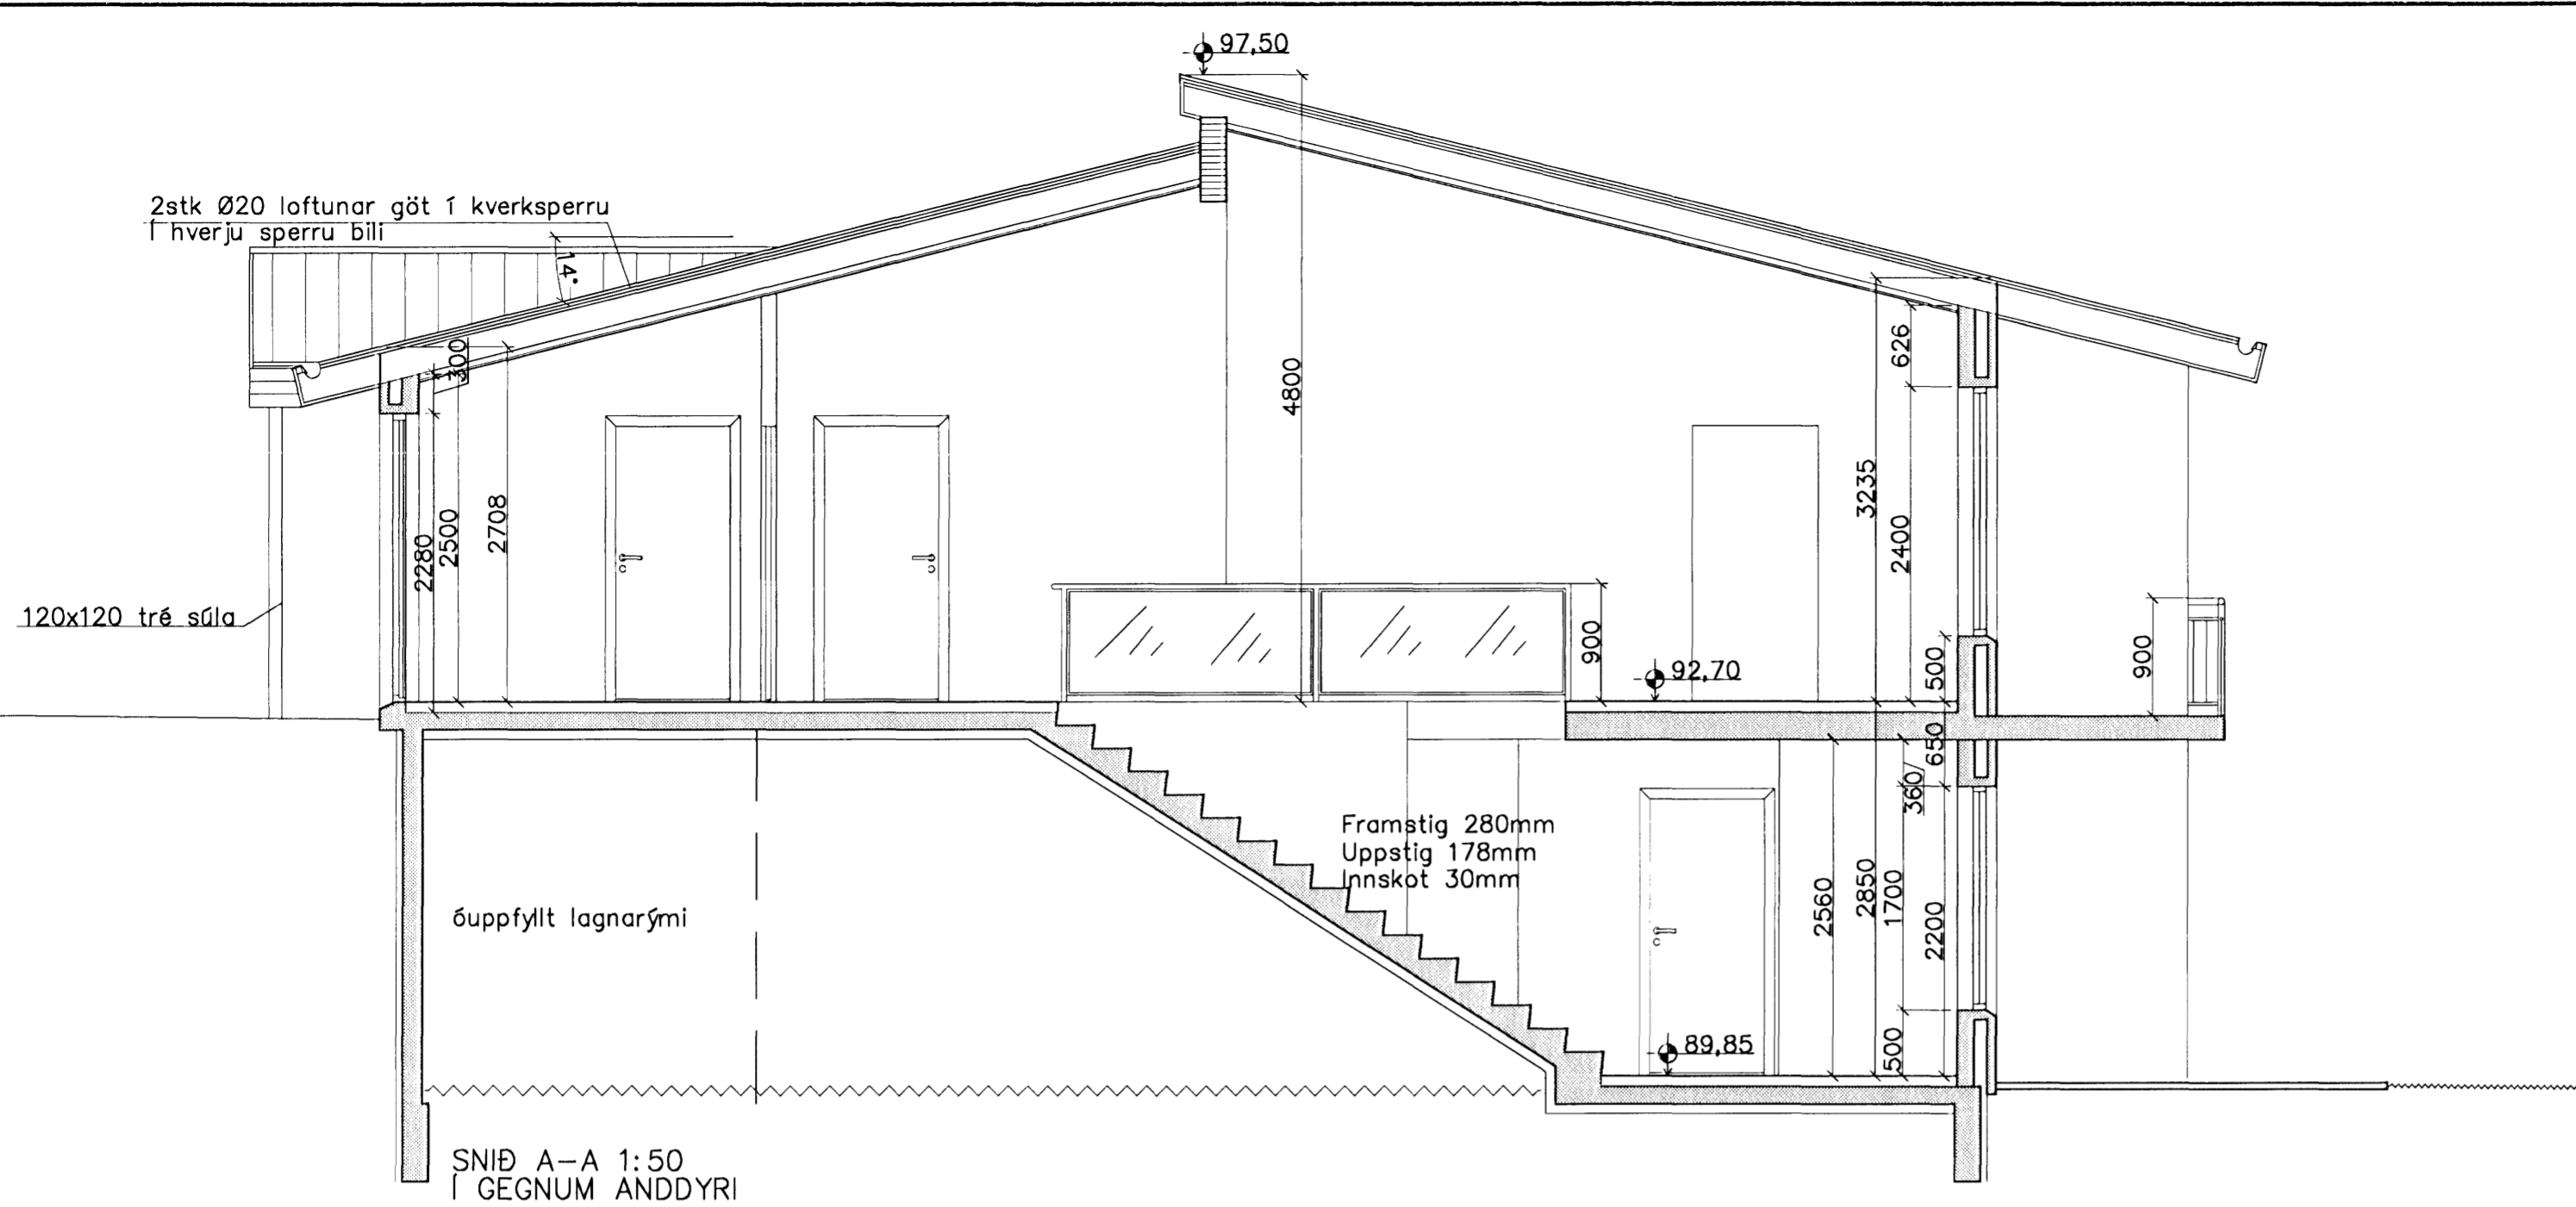 97,50
2stk Ø20 loftunar göt í kverksperru
Í hverju sperru bili
14°
300
626
4800
3235
2280
2500
2708
2400
120x120 tré súla
900
92,70
500
900
650
360
Framstig 280mm
Uppstig 178mm
Innskot 30mm
2560
2850
1700
2200
óuppfyllt lagnarými
89,85
500
SNIÐ A-A 1:50
Í GEGNUM ANDDYRI